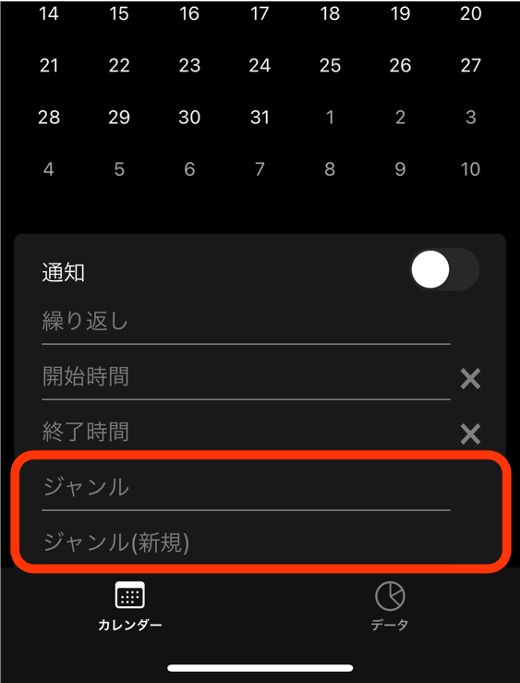 14 15 16 17 18 19 20
21 22 23 24 25 26 27
28 29 30 31 1 2 3
4 5 6 7 8 9 10
通知
繰り返し
開始時間
終了時間
ジャンル
ジャンル(新規)
カレンダー データ